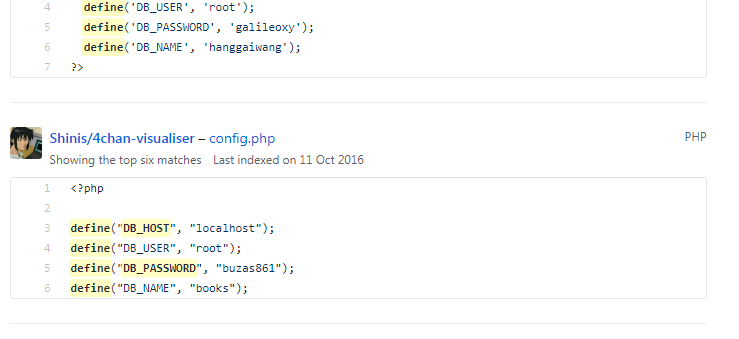 4 define('DB_USER', 'root');
5 define('DB_PASSWORD', 'galileoxy');
6 define('DB_NAME', 'hanggaiwang');
7 ?>
Shinis/4chan-visualiser – config.php PHP
Showing the top six matches Last indexed on 11 Oct 2016
1 <?php
2
3 define("DB_HOST", "localhost");
4 define("DB_USER", "root");
5 define("DB_PASSWORD", "buzas861");
6 define("DB_NAME", "books");